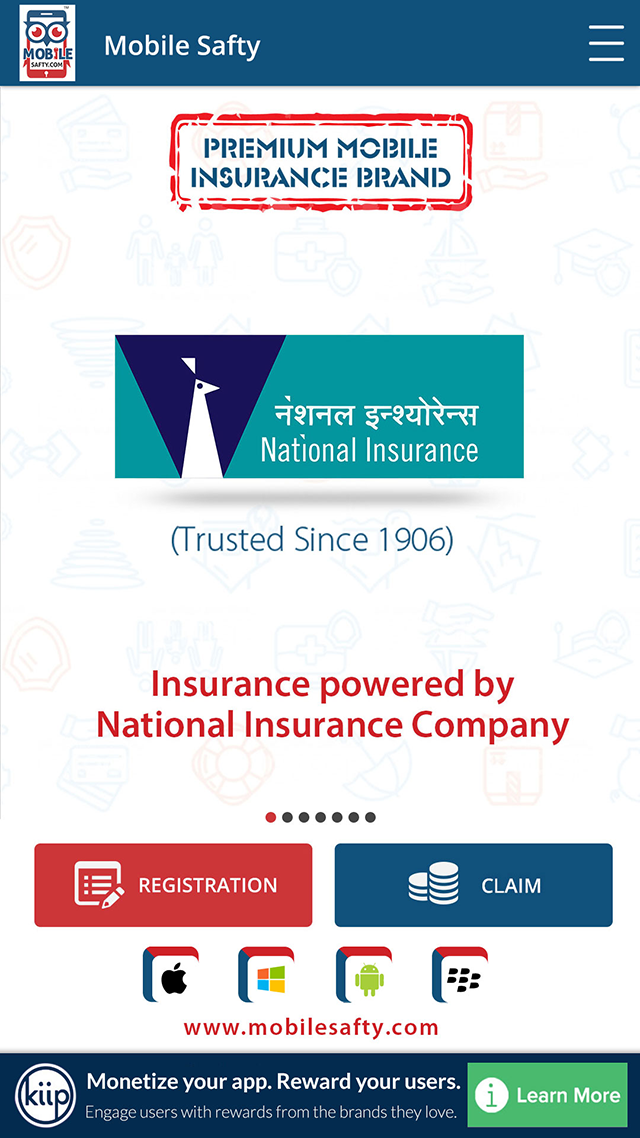 MOBILE
SAFTY.COM
TM
Mobile Safty
PREMIUM MOBILE
INSURANCE BRAND
नेशनल इन्श्योरेन्स
National Insurance
(Trusted Since 1906)
Insurance powered by
National Insurance Company
REGISTRATION
CLAIM
www.mobilesafty.com
kiip
Monetize your app. Reward your users.
Engage users with rewards from the brands they love.
i
Learn More